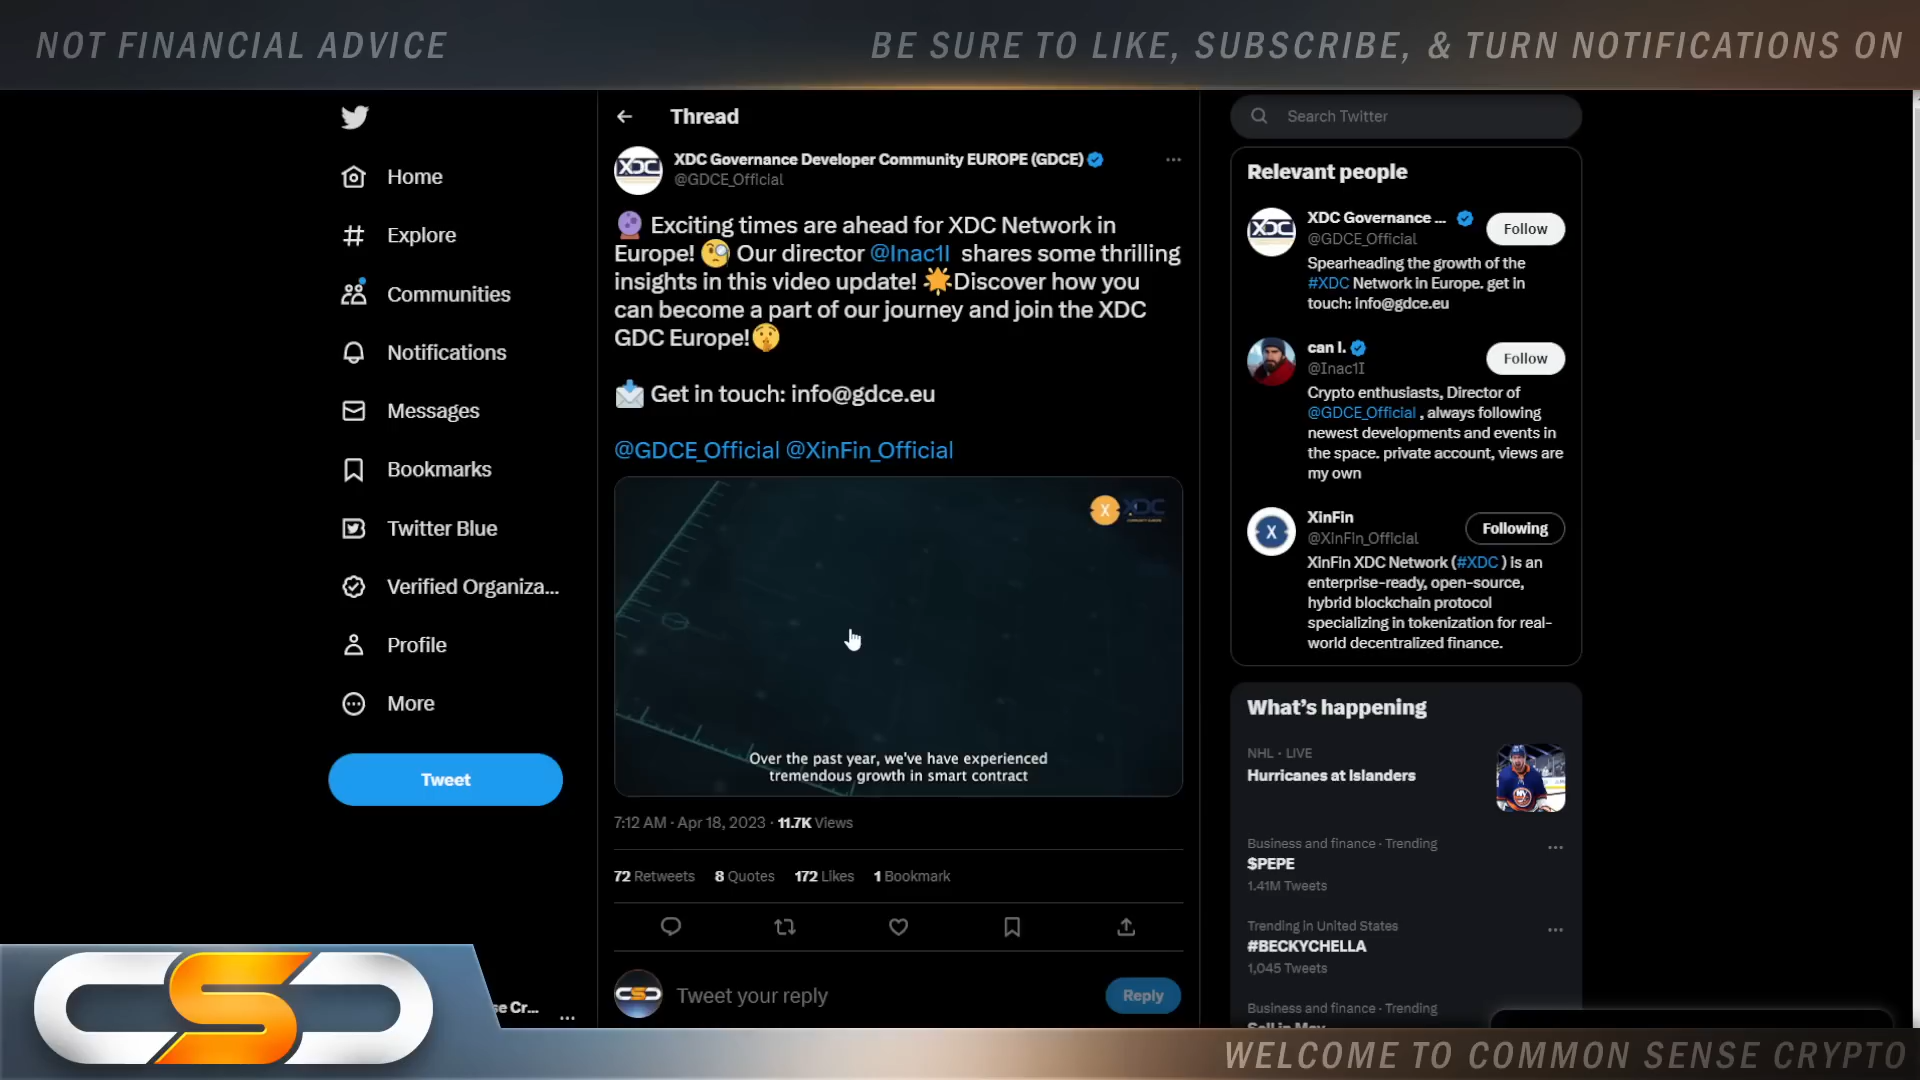 NOT FINANCIAL ADVICE
BE SURE TO LIKE, SUBSCRIBE, & TURN NOTIFICATIONS ON
Home
Explore
Communities
Notifications
Messages
Bookmarks
Twitter Blue
Verified Organiza...
Profile
More
Tweet
se Cr...
Thread
XDC Governance Developer Community EUROPE (GDCE)
@GDCE_Official
🔮 Exciting times are ahead for XDC Network in
Europe! 🧐 Our director @Inac1I shares some thrilling
insights in this video update! 🌟Discover how you
can become a part of our journey and join the XDC
GDC Europe!🤫
📩 Get in touch: info@gdce.eu
@GDCE_Official @XinFin_Official
XDC
Over the past year, we've have experienced
tremendous growth in smart contract
7:12 AM · Apr 18, 2023 · 11.7K Views
72 Retweets 8 Quotes 172 Likes 1 Bookmark
Tweet your reply
Reply
Search Twitter
Relevant people
XDC Governance ...
@GDCE_Official
Follow
Spearheading the growth of the
#XDC Network in Europe. get in
touch: info@gdce.eu
can I.
@Inac1I
Follow
Crypto enthusiasts, Director of
@GDCE_Official , always following
newest developments and events in
the space. private account, views are
my own
XinFin
@XinFin_Official
Following
XinFin XDC Network (#XDC ) is an
enterprise-ready, open-source,
hybrid blockchain protocol
specializing in tokenization for real-
world decentralized finance.
What's happening
NHL · LIVE
Hurricanes at Islanders
Business and finance · Trending
$PEPE
1.41M Tweets
Trending in United States
#BECKYCHELLA
1,045 Tweets
Business and finance · Trending
Sell in May
CSC
WELCOME TO COMMON SENSE CRYPTO